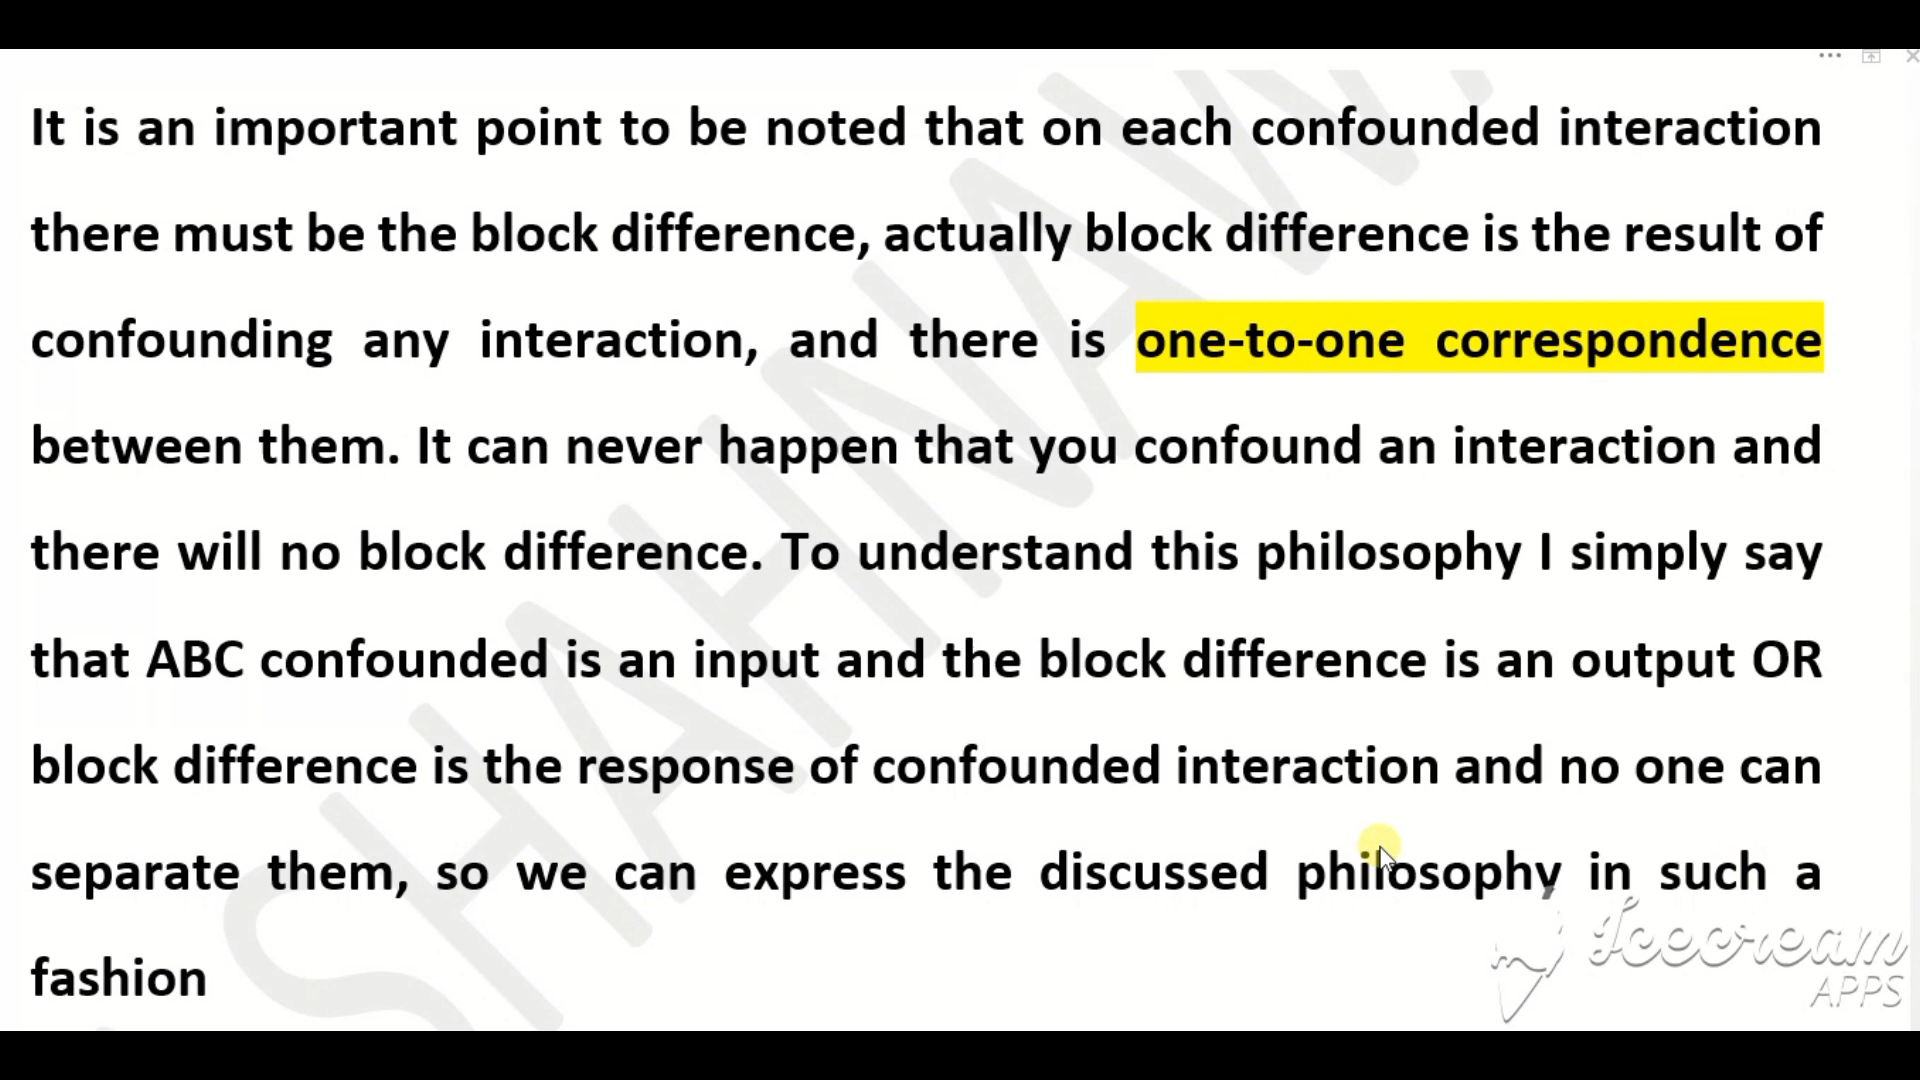 It is an important point to be noted that on each confounded interaction
there must be the block difference, actually block difference is the result of
confounding any interaction, and there is one-to-one correspondence
between them. It can never happen that you confound an interaction and
there will no block difference. To understand this philosophy I simply say
that ABC confounded is an input and the block difference is an output OR
block difference is the response of confounded interaction and no one can
separate them, so we can express the discussed philosophy in such a
fashion
Icecream
APPS